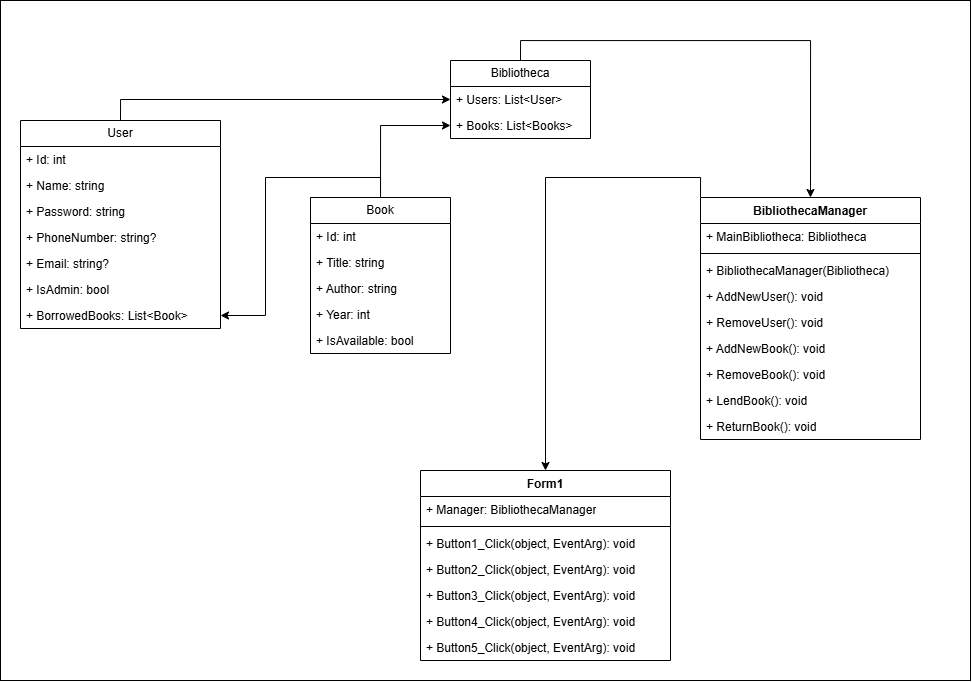 Bibliotheca
+ Users: List<User>
+ Books: List<Books>
User
+ Id: int
+ Name: string
+ Password: string
+ PhoneNumber: string?
+ Email: string?
+ IsAdmin: bool
+ BorrowedBooks: List<Book>
Book
+ Id: int
+ Title: string
+ Author: string
+ Year: int
+ IsAvailable: bool
BibliothecaManager
+ MainBibliotheca: Bibliotheca
+ BibliothecaManager(Bibliotheca)
+ AddNewUser(): void
+ RemoveUser(): void
+ AddNewBook(): void
+ RemoveBook(): void
+ LendBook(): void
+ ReturnBook(): void
Form1
+ Manager: BibliothecaManager
+ Button1_Click(object, EventArg): void
+ Button2_Click(object, EventArg): void
+ Button3_Click(object, EventArg): void
+ Button4_Click(object, EventArg): void
+ Button5_Click(object, EventArg): void